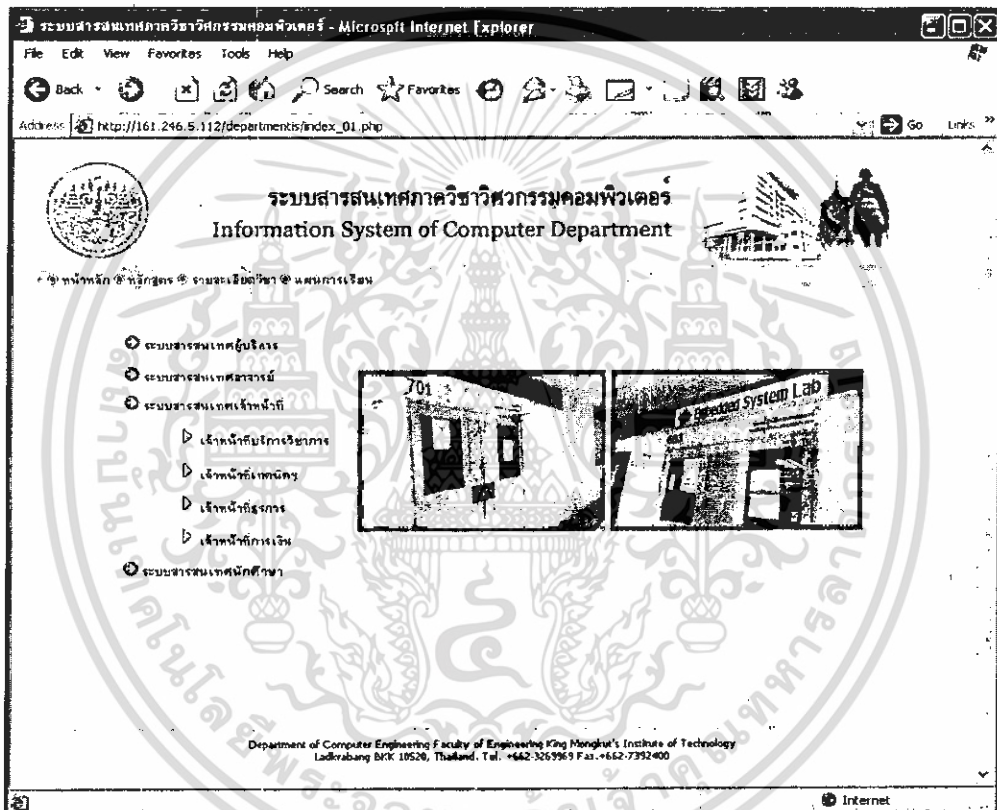 ระบบสารสนเทศภาควิชาวิศวกรรมคอมพิวเตอร์ - Microsoft Internet Explorer
File Edit View Favorites Tools Help
Back Search Favorites
Address http://161.246.5.112/departmentis/index_01.php Go Links »
ระบบสารสนเทศภาควิชาวิศวกรรมคอมพิวเตอร์
Information System of Computer Department
หน้าหลัก หลักสูตร รายละเอียดวิชา แผนการเรียน
ระบบสารสนเทศผู้บริหาร
ระบบสารสนเทศอาจารย์
ระบบสารสนเทศเจ้าหน้าที่
เจ้าหน้าที่บริการวิชาการ
เจ้าหน้าที่เทคนิคฯ
เจ้าหน้าที่ธุรการ
เจ้าหน้าที่การเงิน
ระบบสารสนเทศนักศึกษา
701
Embedded System Lab
Department of Computer Engineering Faculty of Engineering King Mongkut's Institute of Technology
Ladkrabang BKK 10520, Thailand. Tel. +662-3269969 Fax.+662-7392400
Internet